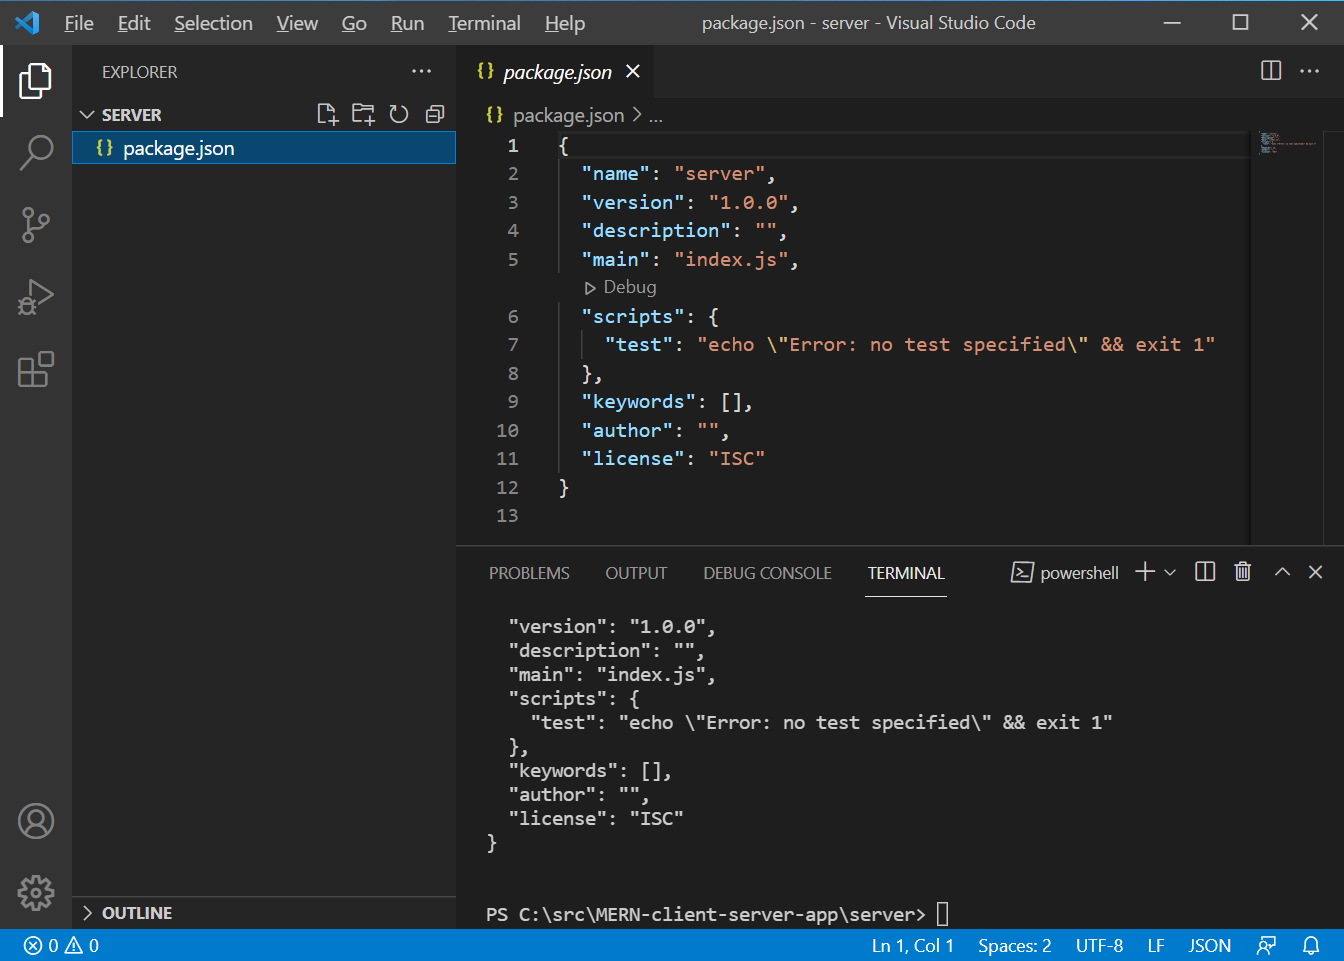 File Edit Selection View Go Run Terminal Help package.json - server - Visual Studio Code
EXPLORER
SERVER
{} package.json
{} package.json
{} package.json > ...
1 {
2 "name": "server",
3 "version": "1.0.0",
4 "description": "",
5 "main": "index.js",
Debug
6 "scripts": {
7 "test": "echo \"Error: no test specified\" && exit 1"
8 },
9 "keywords": [],
10 "author": "",
11 "license": "ISC"
12 }
13
PROBLEMS OUTPUT DEBUG CONSOLE TERMINAL powershell
"version": "1.0.0",
"description": "",
"main": "index.js",
"scripts": {
"test": "echo \"Error: no test specified\" && exit 1"
},
"keywords": [],
"author": "",
"license": "ISC"
}
PS C:\src\MERN-client-server-app\server>
OUTLINE
0 0 Ln 1, Col 1 Spaces: 2 UTF-8 LF JSON